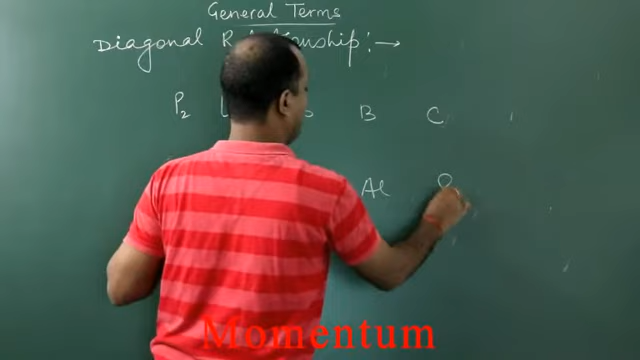 General Terms
Diagonal Relationship :→
P₂ B C
Al
Momentum